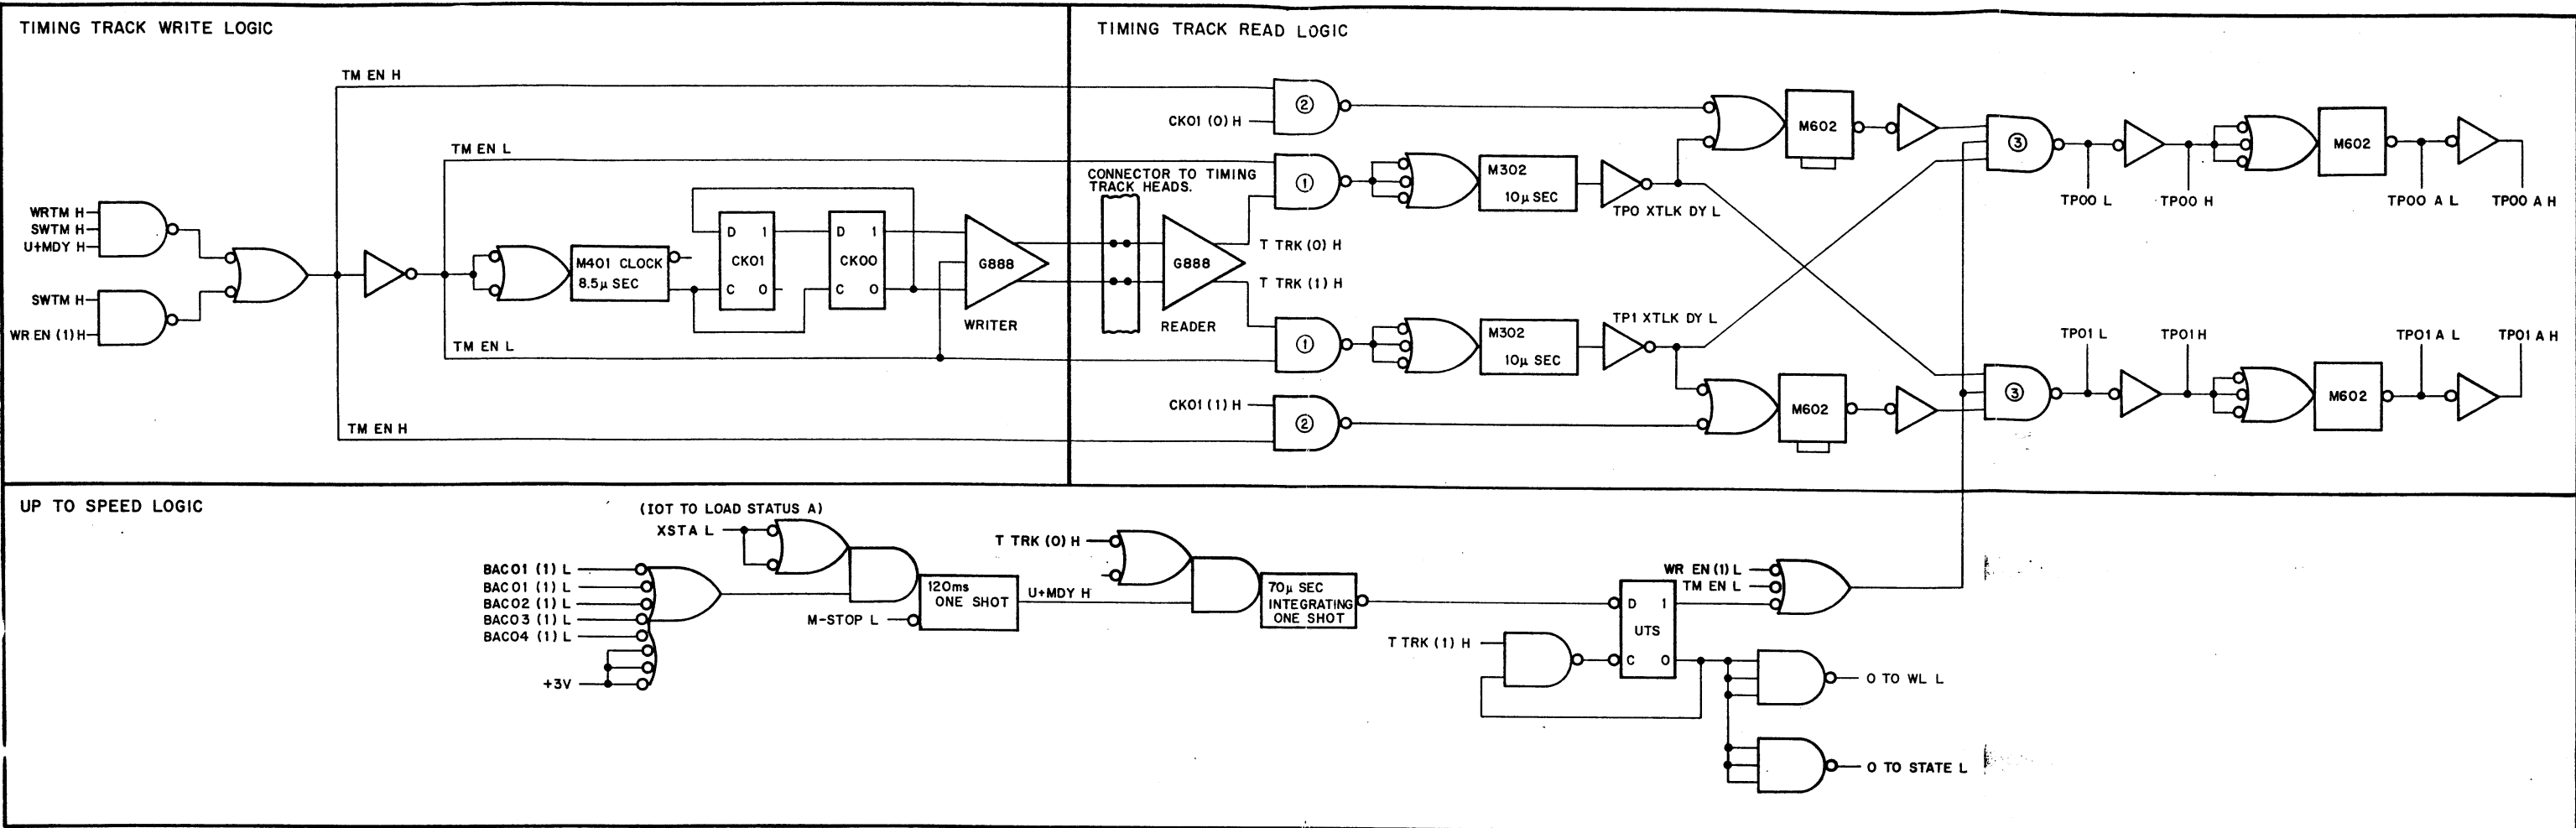 TIMING TRACK WRITE LOGIC
TM EN H
TM EN L
WRTM H
SWTM H
U+MDY H
SWTM H
WR EN (1) H
M401 CLOCK
8.5µ SEC
D 1
CK01
C 0
D 1
CK00
C 0
G888
WRITER
TM EN L
TM EN H
TIMING TRACK READ LOGIC
CK01 (0) H
2
CONNECTOR TO TIMING
TRACK HEADS.
1
M302
10µ SEC
TP0 XTLK DY L
M602
3
TP00 L
TP00 H
M602
TP00 A L
TP00 A H
T TRK (0) H
G888
T TRK (1) H
READER
1
M302
10µ SEC
TP1 XTLK DY L
CK01 (1) H
2
M602
3
TP01 L
TP01 H
M602
TP01 A L
TP01 A H
UP TO SPEED LOGIC
(IOT TO LOAD STATUS A)
XSTA L
BAC01 (1) L
BAC01 (1) L
BAC02 (1) L
BAC03 (1) L
BAC04 (1) L
+3V
M-STOP L
120ms
ONE SHOT
U+MDY H
T TRK (0) H
70µ SEC
INTEGRATING
ONE SHOT
T TRK (1) H
D 1
UTS
C 0
WR EN (1) L
TM EN L
0 TO WL L
0 TO STATE L